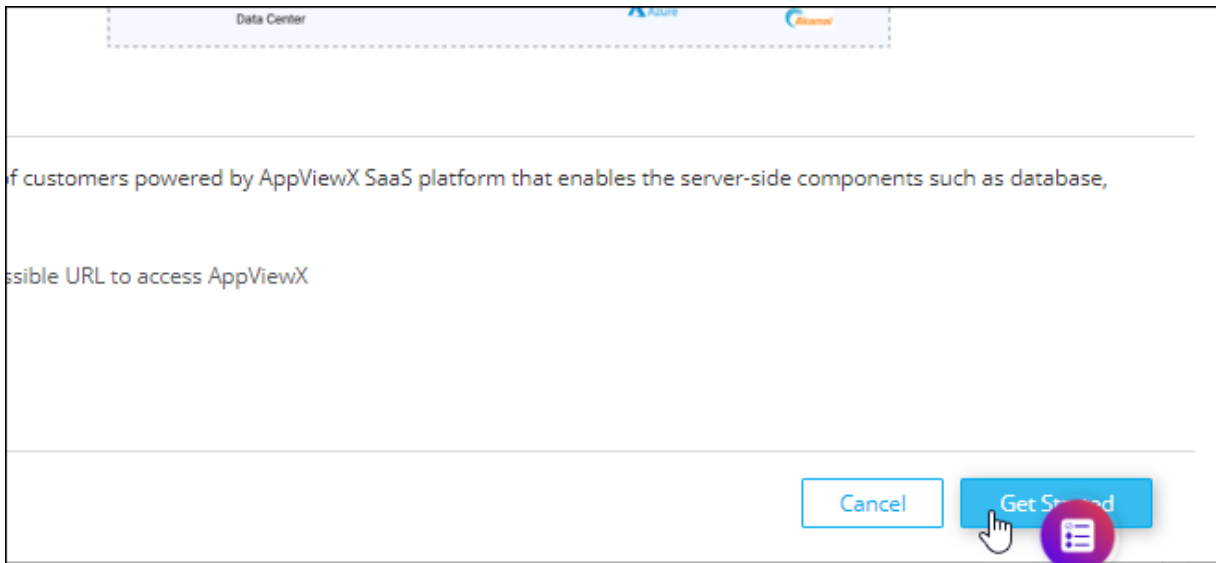 Data Center
Azure
Akamai
of customers powered by AppViewX SaaS platform that enables the server-side components such as database,
ssible URL to access AppViewX
Cancel
Get Started